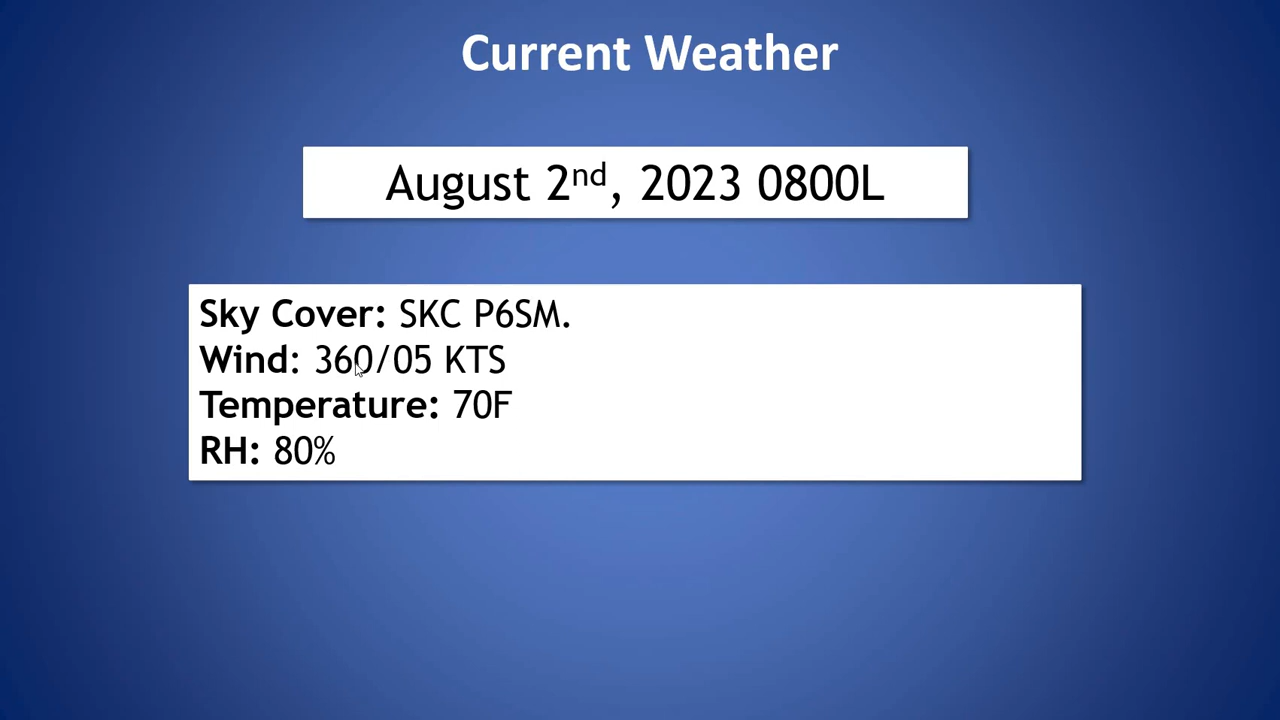 Current Weather
August 2nd, 2023 0800L
Sky Cover: SKC P6SM.
Wind: 360/05 KTS
Temperature: 70F
RH: 80%